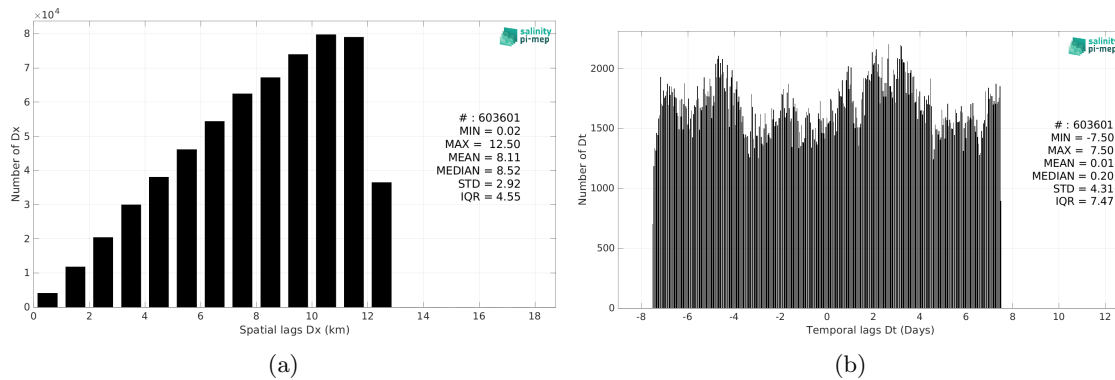 ×10⁴
8
7
6
5
4
3
2
1
0
Number of Dx
0 2 4 6 8 10 12 14 16 18
Spatial lags Dx (km)
salinity
pi-mep
# : 603601
MIN = 0.02
MAX = 12.50
MEAN = 8.11
MEDIAN = 8.52
STD = 2.92
IQR = 4.55
(a)
2000
1500
1000
500
0
Number of Dt
-8 -6 -4 -2 0 2 4 6 8 10 12
Temporal lags Dt (Days)
salinity
pi-mep
# : 603601
MIN = -7.50
MAX = 7.50
MEAN = 0.01
MEDIAN = 0.20
STD = 4.31
IQR = 7.47
(b)